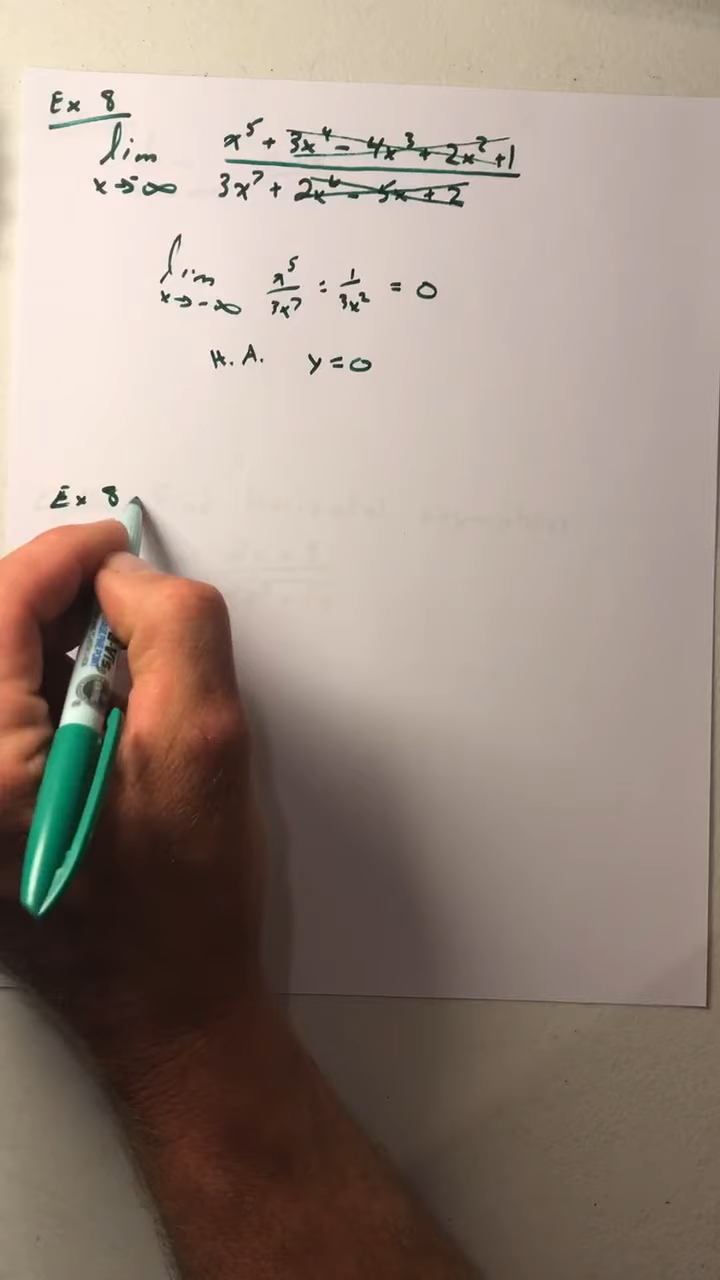 Ex 8
lim x→-∞ x⁵ + 3x⁴ - 4x³ + 2x² + 1
3x⁷ + 2x⁶ - 5x + 2
lim x→-∞ x⁵/3x⁷ = 1/3x² = 0
H.A. y=0
Ex 8